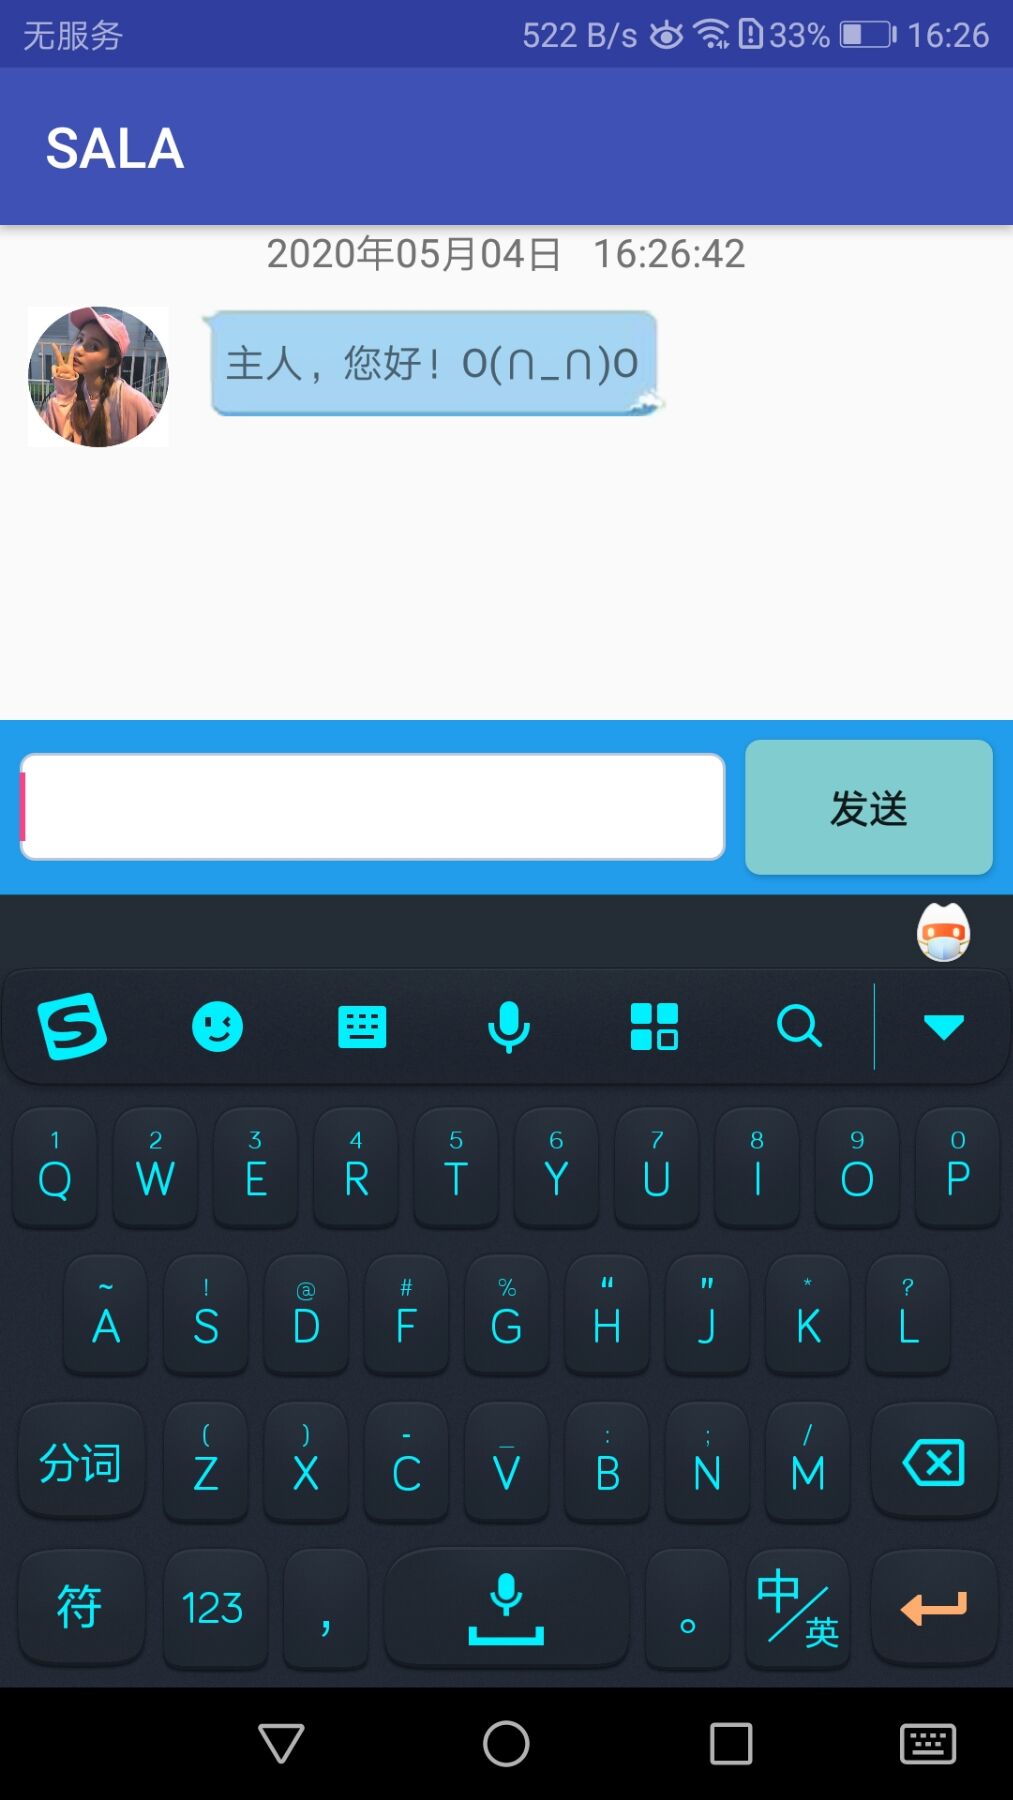 无服务 522 B/s 33% 16:26
SALA
2020年05月04日 16:26:42
主人，您好！O(∩_∩)O
发送
1 2 3 4 5 6 7 8 9 0
Q W E R T Y U I O P
~ ! @ # % “ " * ?
A S D F G H J K L
( ) - _ : ; /
分词 Z X C V B N M
符 123 ， 。 中/英